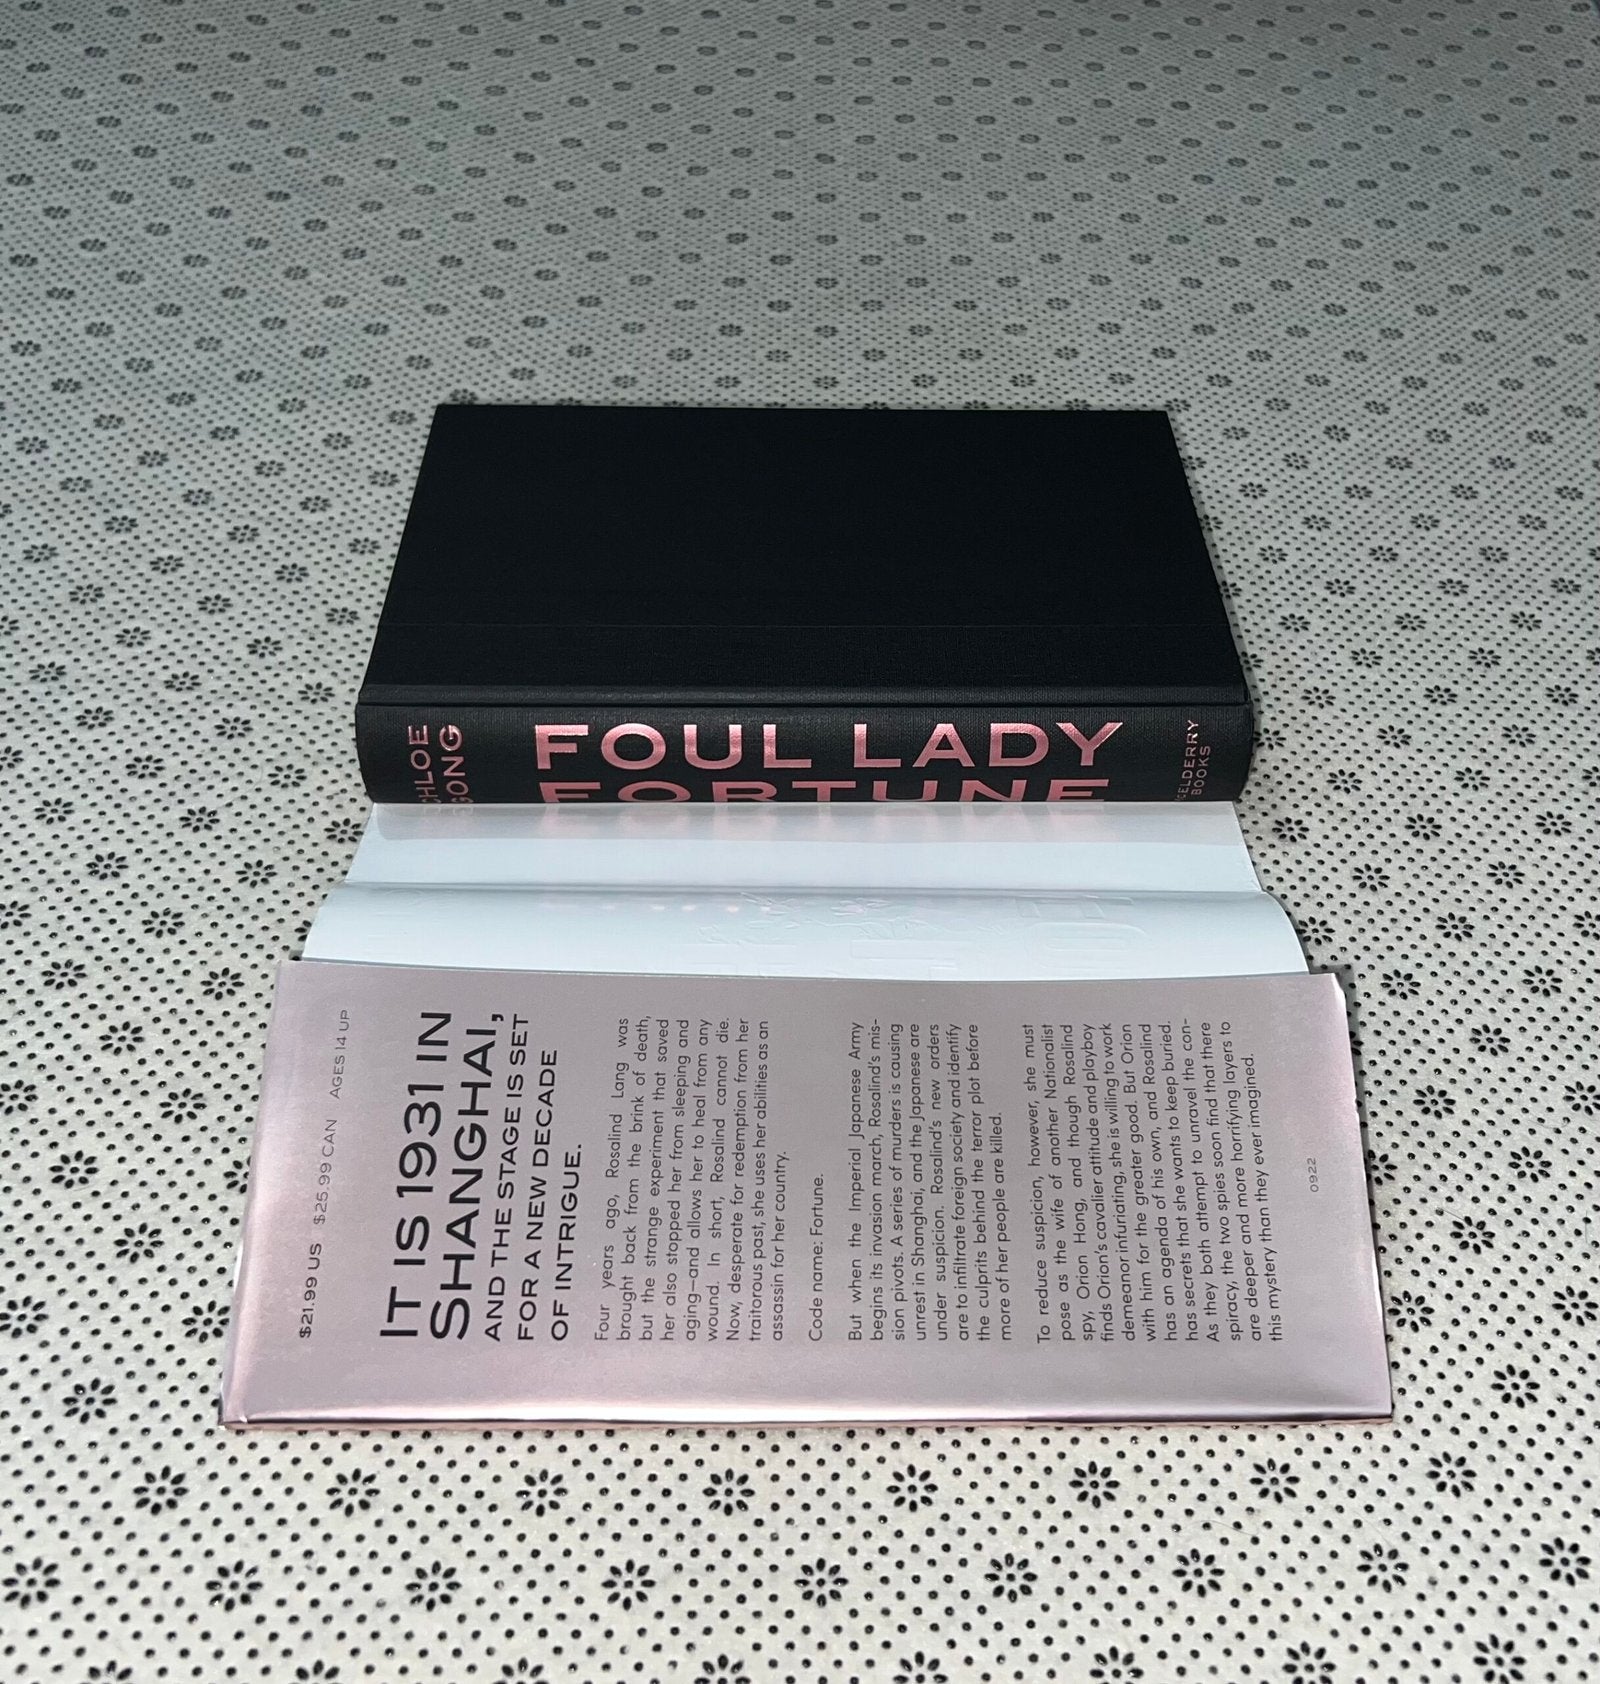 CHLOE
GONG
FOUL LADY
FORTUNE
BOOKS
$21.99 US $25.99 CAN AGES 14 UP
IT IS 1931 IN
SHANGHAI,
AND THE STAGE IS SET
FOR A NEW DECADE
OF INTRIGUE.
Four years ago, Rosalind Lang was
brought back from the brink of death,
but the strange experiment that saved
her also stopped her from sleeping and
aging—and allows her to heal from any
wound. In short, Rosalind cannot die.
Now, desperate for redemption from her
traitorous past, she uses her abilities as an
assassin for her country.
Code name: Fortune.
But when the Imperial Japanese Army
begins its invasion march, Rosalind's mis-
sion pivots. A series of murders is causing
unrest in Shanghai, and the Japanese are
under suspicion. Rosalind's new orders
are to infiltrate foreign society and identify
the culprits behind the terror plot before
more of her people are killed.
To reduce suspicion, however, she must
pose as the wife of another Nationalist
spy, Orion Hong, and though Rosalind
finds Orion's cavalier attitude and playboy
demeanor infuriating, she is willing to work
with him for the greater good. But Orion
has an agenda of his own, and Rosalind
has secrets that she wants to keep buried.
As they both attempt to unravel the con-
spiracy, the two spies soon find that there
are deeper and more horrifying layers to
this mystery than they ever imagined.
0922